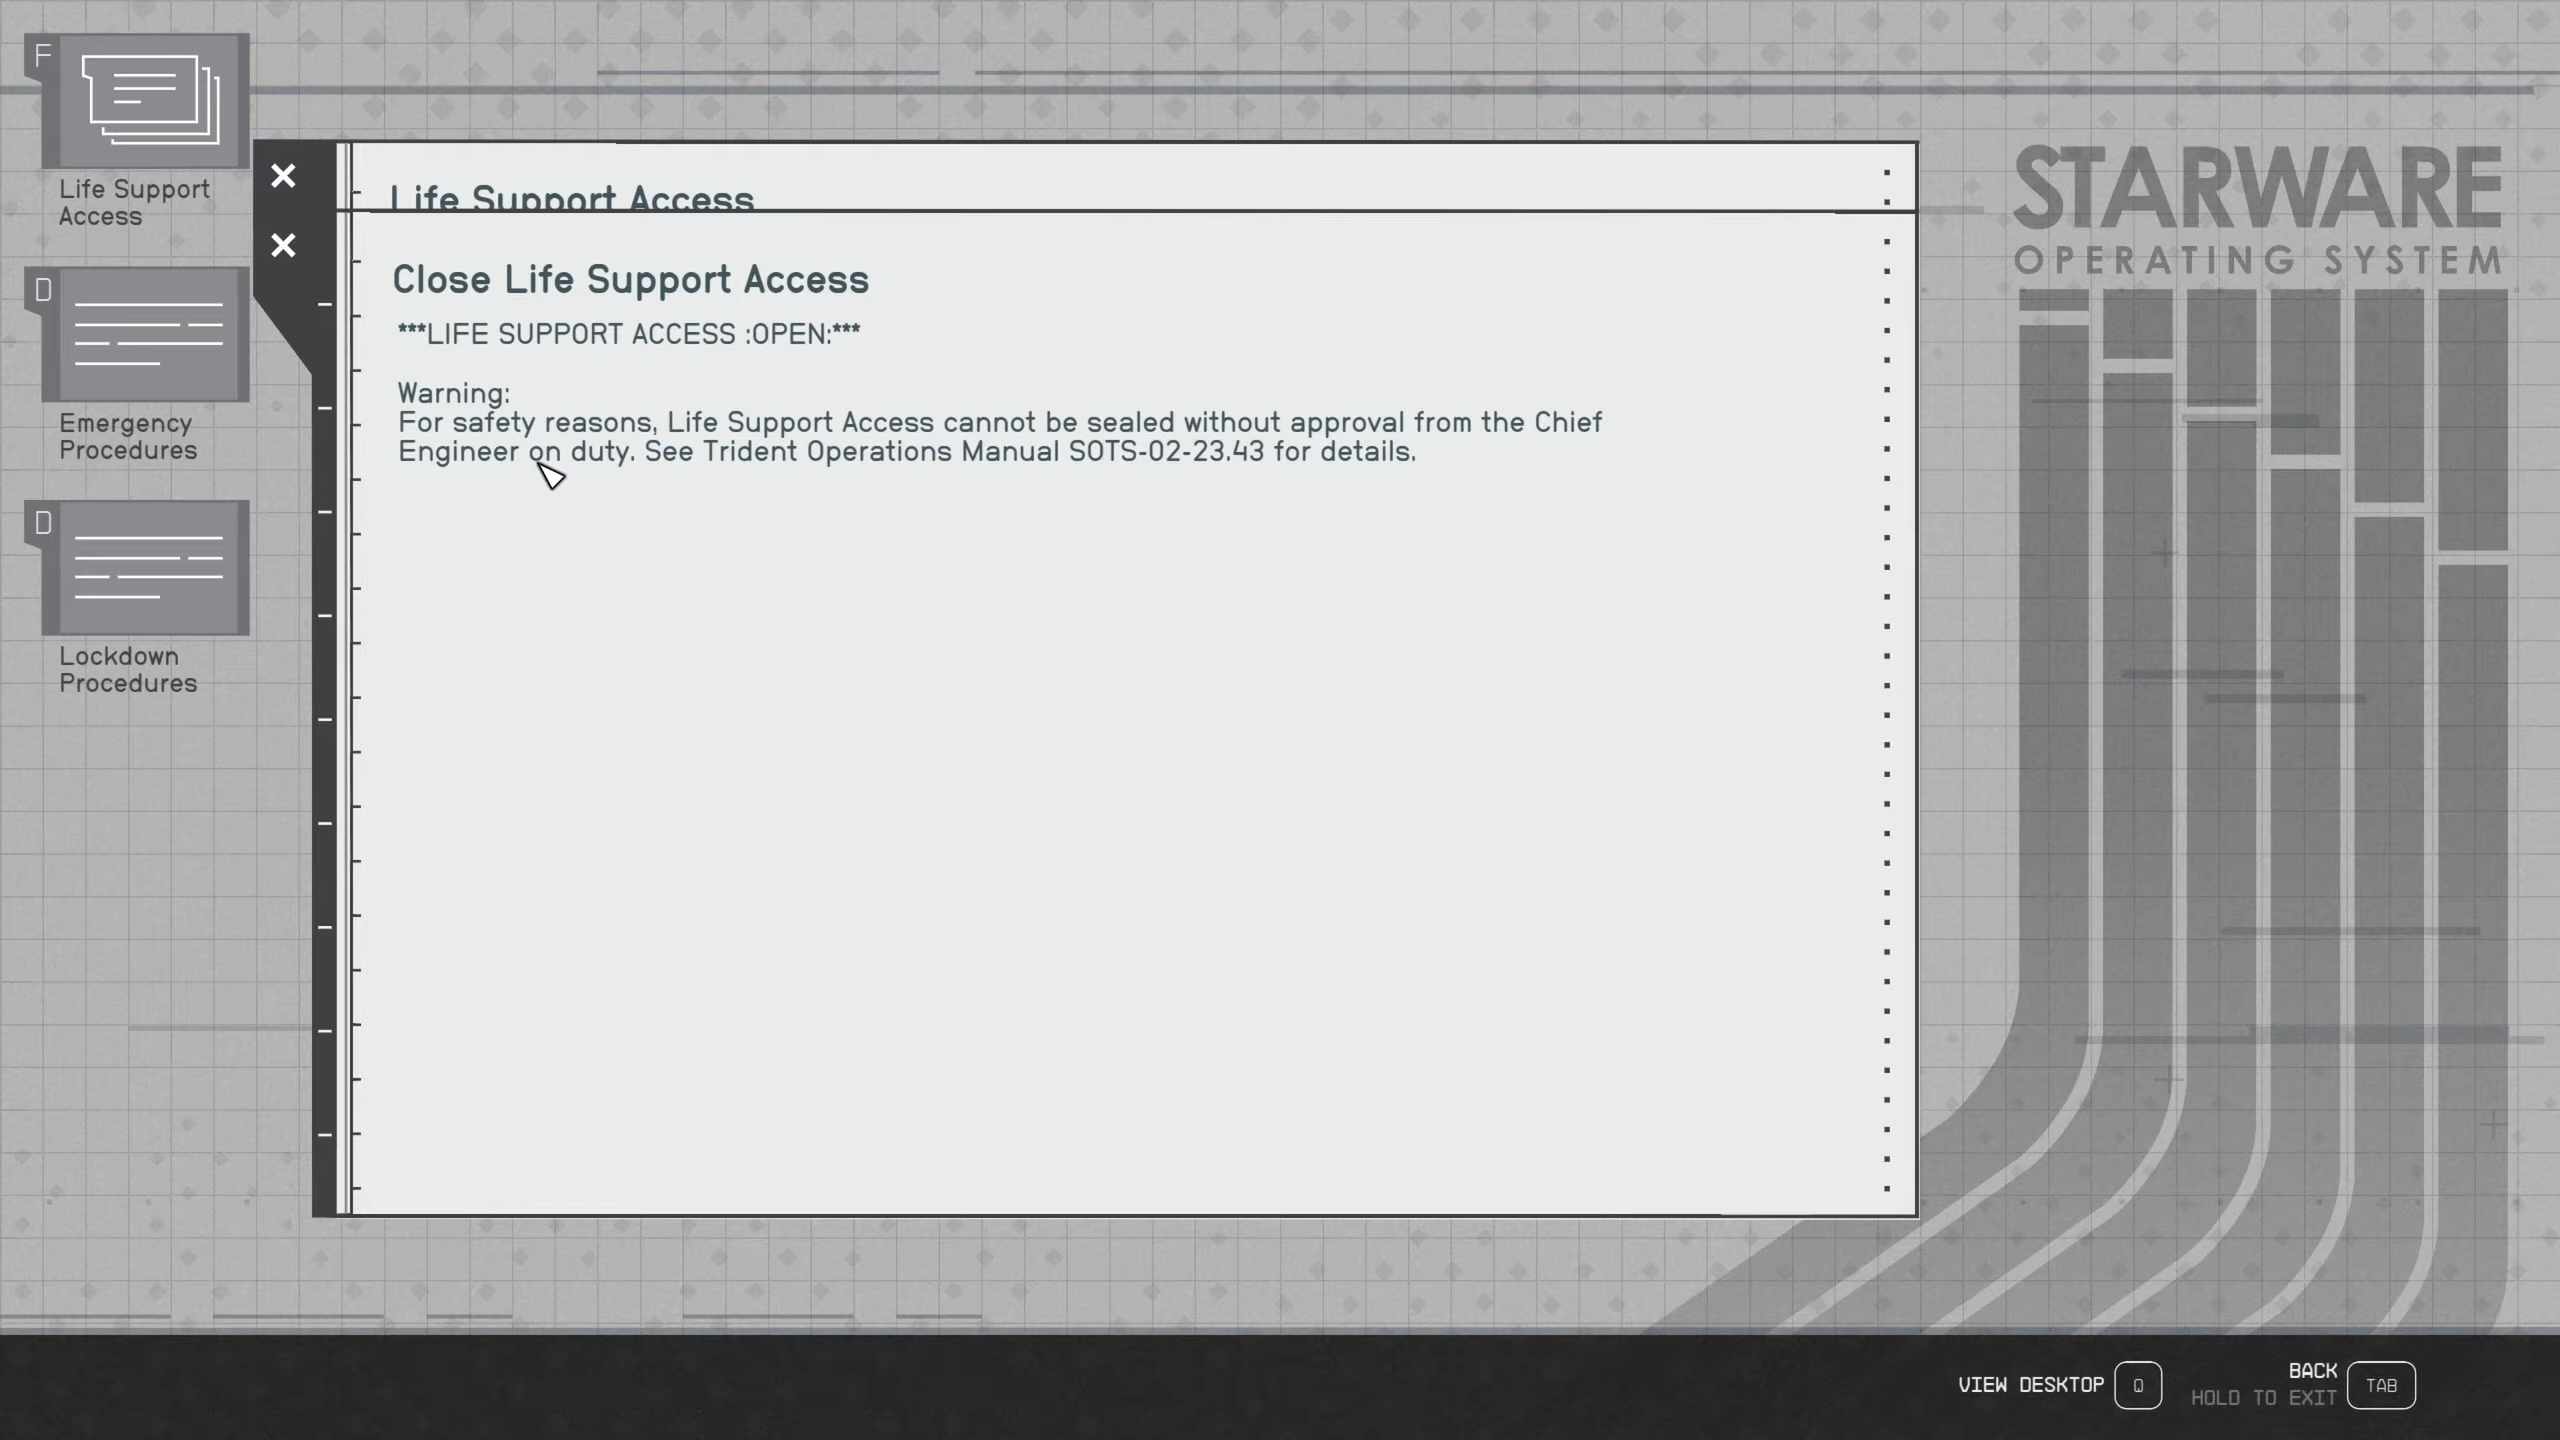 F
Life Support
Access
D
Emergency
Procedures
D
Lockdown
Procedures
Life Support Access
Close Life Support Access
***LIFE SUPPORT ACCESS :OPEN:***
Warning:
For safety reasons, Life Support Access cannot be sealed without approval from the Chief
Engineer on duty. See Trident Operations Manual SOTS-02-23.43 for details.
STARWARE
OPERATING SYSTEM
VIEW DESKTOP Q
BACK
HOLD TO EXIT TAB